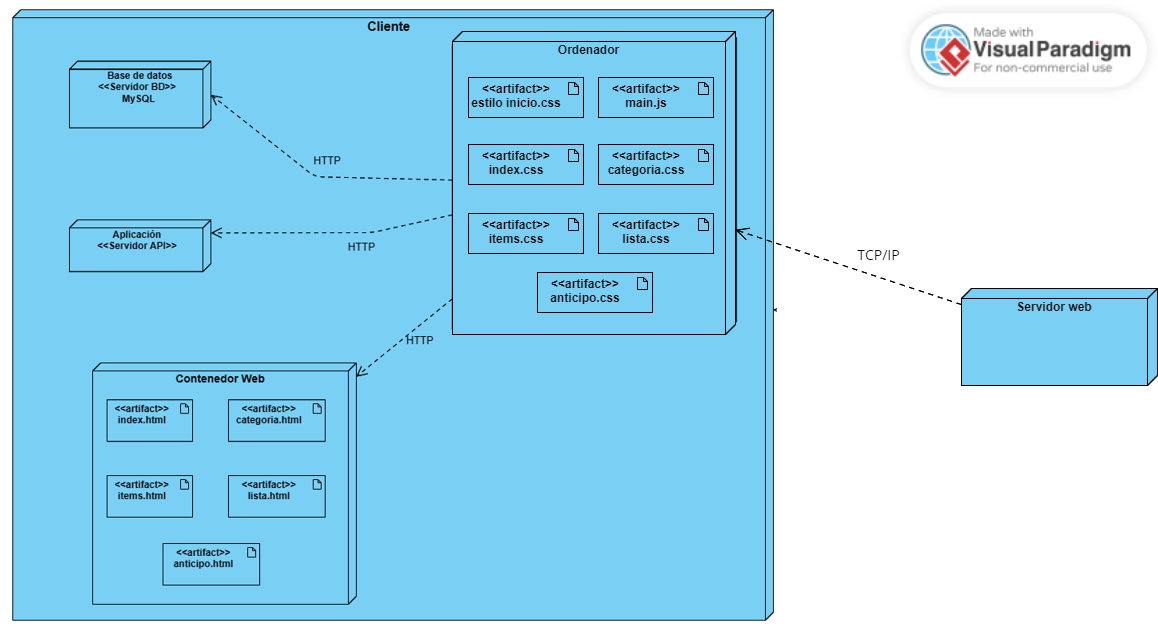 Cliente
Made with
Visual Paradigm
For non-commercial use
Ordenador
<<artifact>>
estilo inicio.css
<<artifact>>
main.js
<<artifact>>
index.css
<<artifact>>
categoria.css
<<artifact>>
items.css
<<artifact>>
lista.css
<<artifact>>
anticipo.css
Base de datos
<<Servidor BD>>
MySQL
HTTP
Aplicación
<<Servidor API>>
HTTP
TCP/IP
Servidor web
HTTP
Contenedor Web
<<artifact>>
index.html
<<artifact>>
categoria.html
<<artifact>>
items.html
<<artifact>>
lista.html
<<artifact>>
anticipo.html